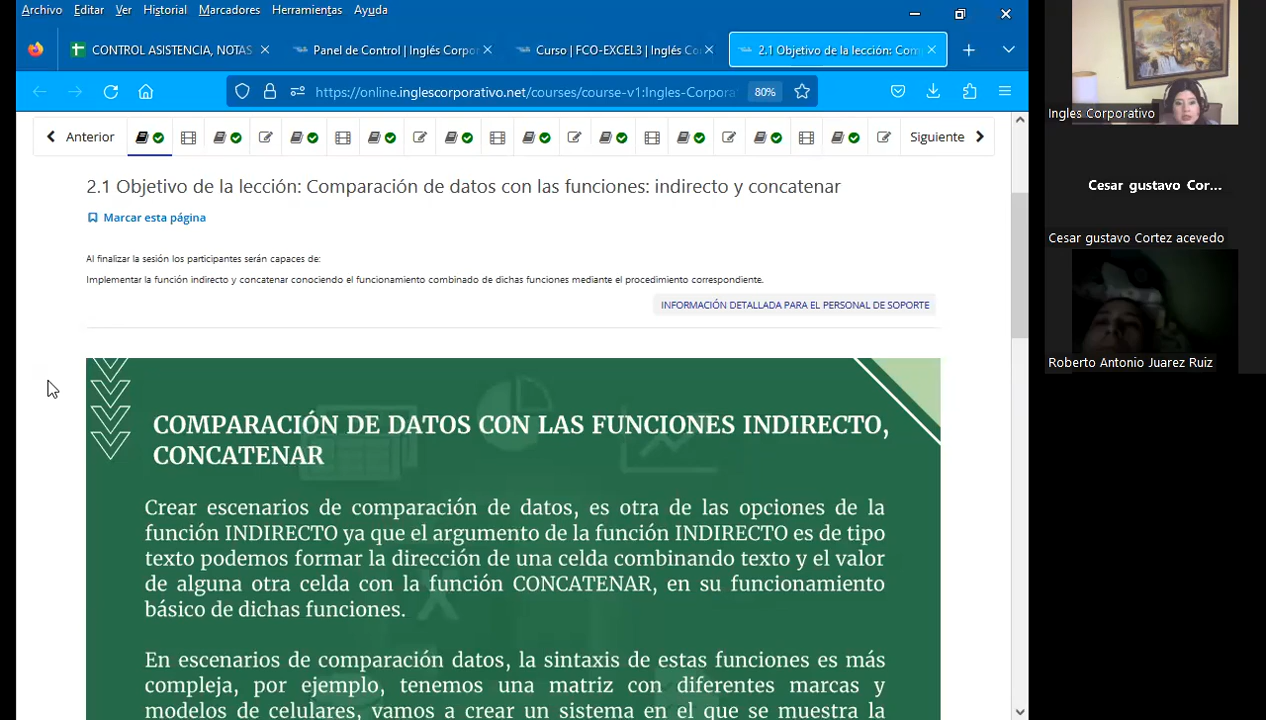 Archivo Editar Ver Historial Marcadores Herramientas Ayuda
CONTROL ASISTENCIA, NOTAS
Panel de Control | Inglés Corpor
Curso | FCO-EXCEL3 | Inglés Co
2.1 Objetivo de la lección: Com
https://online.inglescorporativo.net/courses/course-v1:Ingles-Corpora
80%
Anterior
Siguiente
2.1 Objetivo de la lección: Comparación de datos con las funciones: indirecto y concatenar
Marcar esta página
Al finalizar la sesión los participantes serán capaces de:
Implementar la función indirecto y concatenar conociendo el funcionamiento combinado de dichas funciones mediante el procedimiento correspondiente.
INFORMACIÓN DETALLADA PARA EL PERSONAL DE SOPORTE
COMPARACIÓN DE DATOS CON LAS FUNCIONES INDIRECTO,
CONCATENAR
Crear escenarios de comparación de datos, es otra de las opciones de la
función INDIRECTO ya que el argumento de la función INDIRECTO es de tipo
texto podemos formar la dirección de una celda combinando texto y el valor
de alguna otra celda con la función CONCATENAR, en su funcionamiento
básico de dichas funciones.
En escenarios de comparación datos, la sintaxis de estas funciones es más
compleja, por ejemplo, tenemos una matriz con diferentes marcas y
modelos de celulares, vamos a crear un sistema en el que se muestra la
Ingles Corporativo
Cesar gustavo Cor...
Cesar gustavo Cortez acevedo
Roberto Antonio Juarez Ruiz